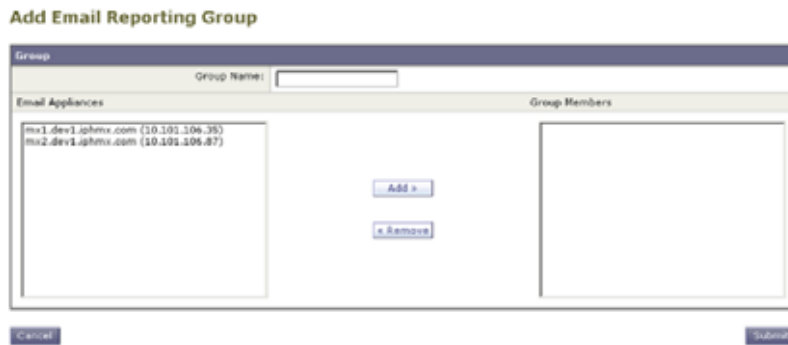 Add Email Reporting Group
Group
Group Name:
Email Appliances
Group Members
mx1.dev1.iphmx.com (10.101.106.35)
mx2.dev1.iphmx.com (10.101.106.87)
Add >
< Remove
Cancel
Submit